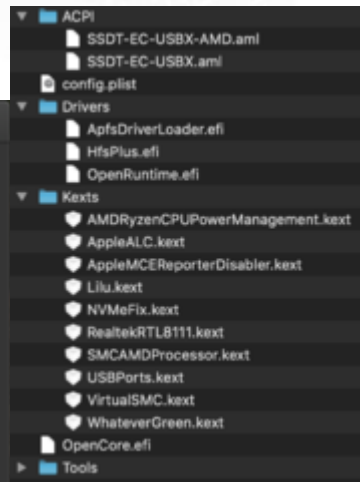 ACPI
SSDT-EC-USBX-AMD.aml
SSDT-EC-USBX.aml
config.plist
Drivers
ApfsDriverLoader.efi
HfsPlus.efi
OpenRuntime.efi
Kexts
AMDRyzenCPUPowerManagement.kext
AppleALC.kext
AppleMCEReporterDisabler.kext
Lilu.kext
NVMeFix.kext
RealtekRTL8111.kext
SMCAMDProcessor.kext
USBPorts.kext
VirtualSMC.kext
WhateverGreen.kext
OpenCore.efi
Tools